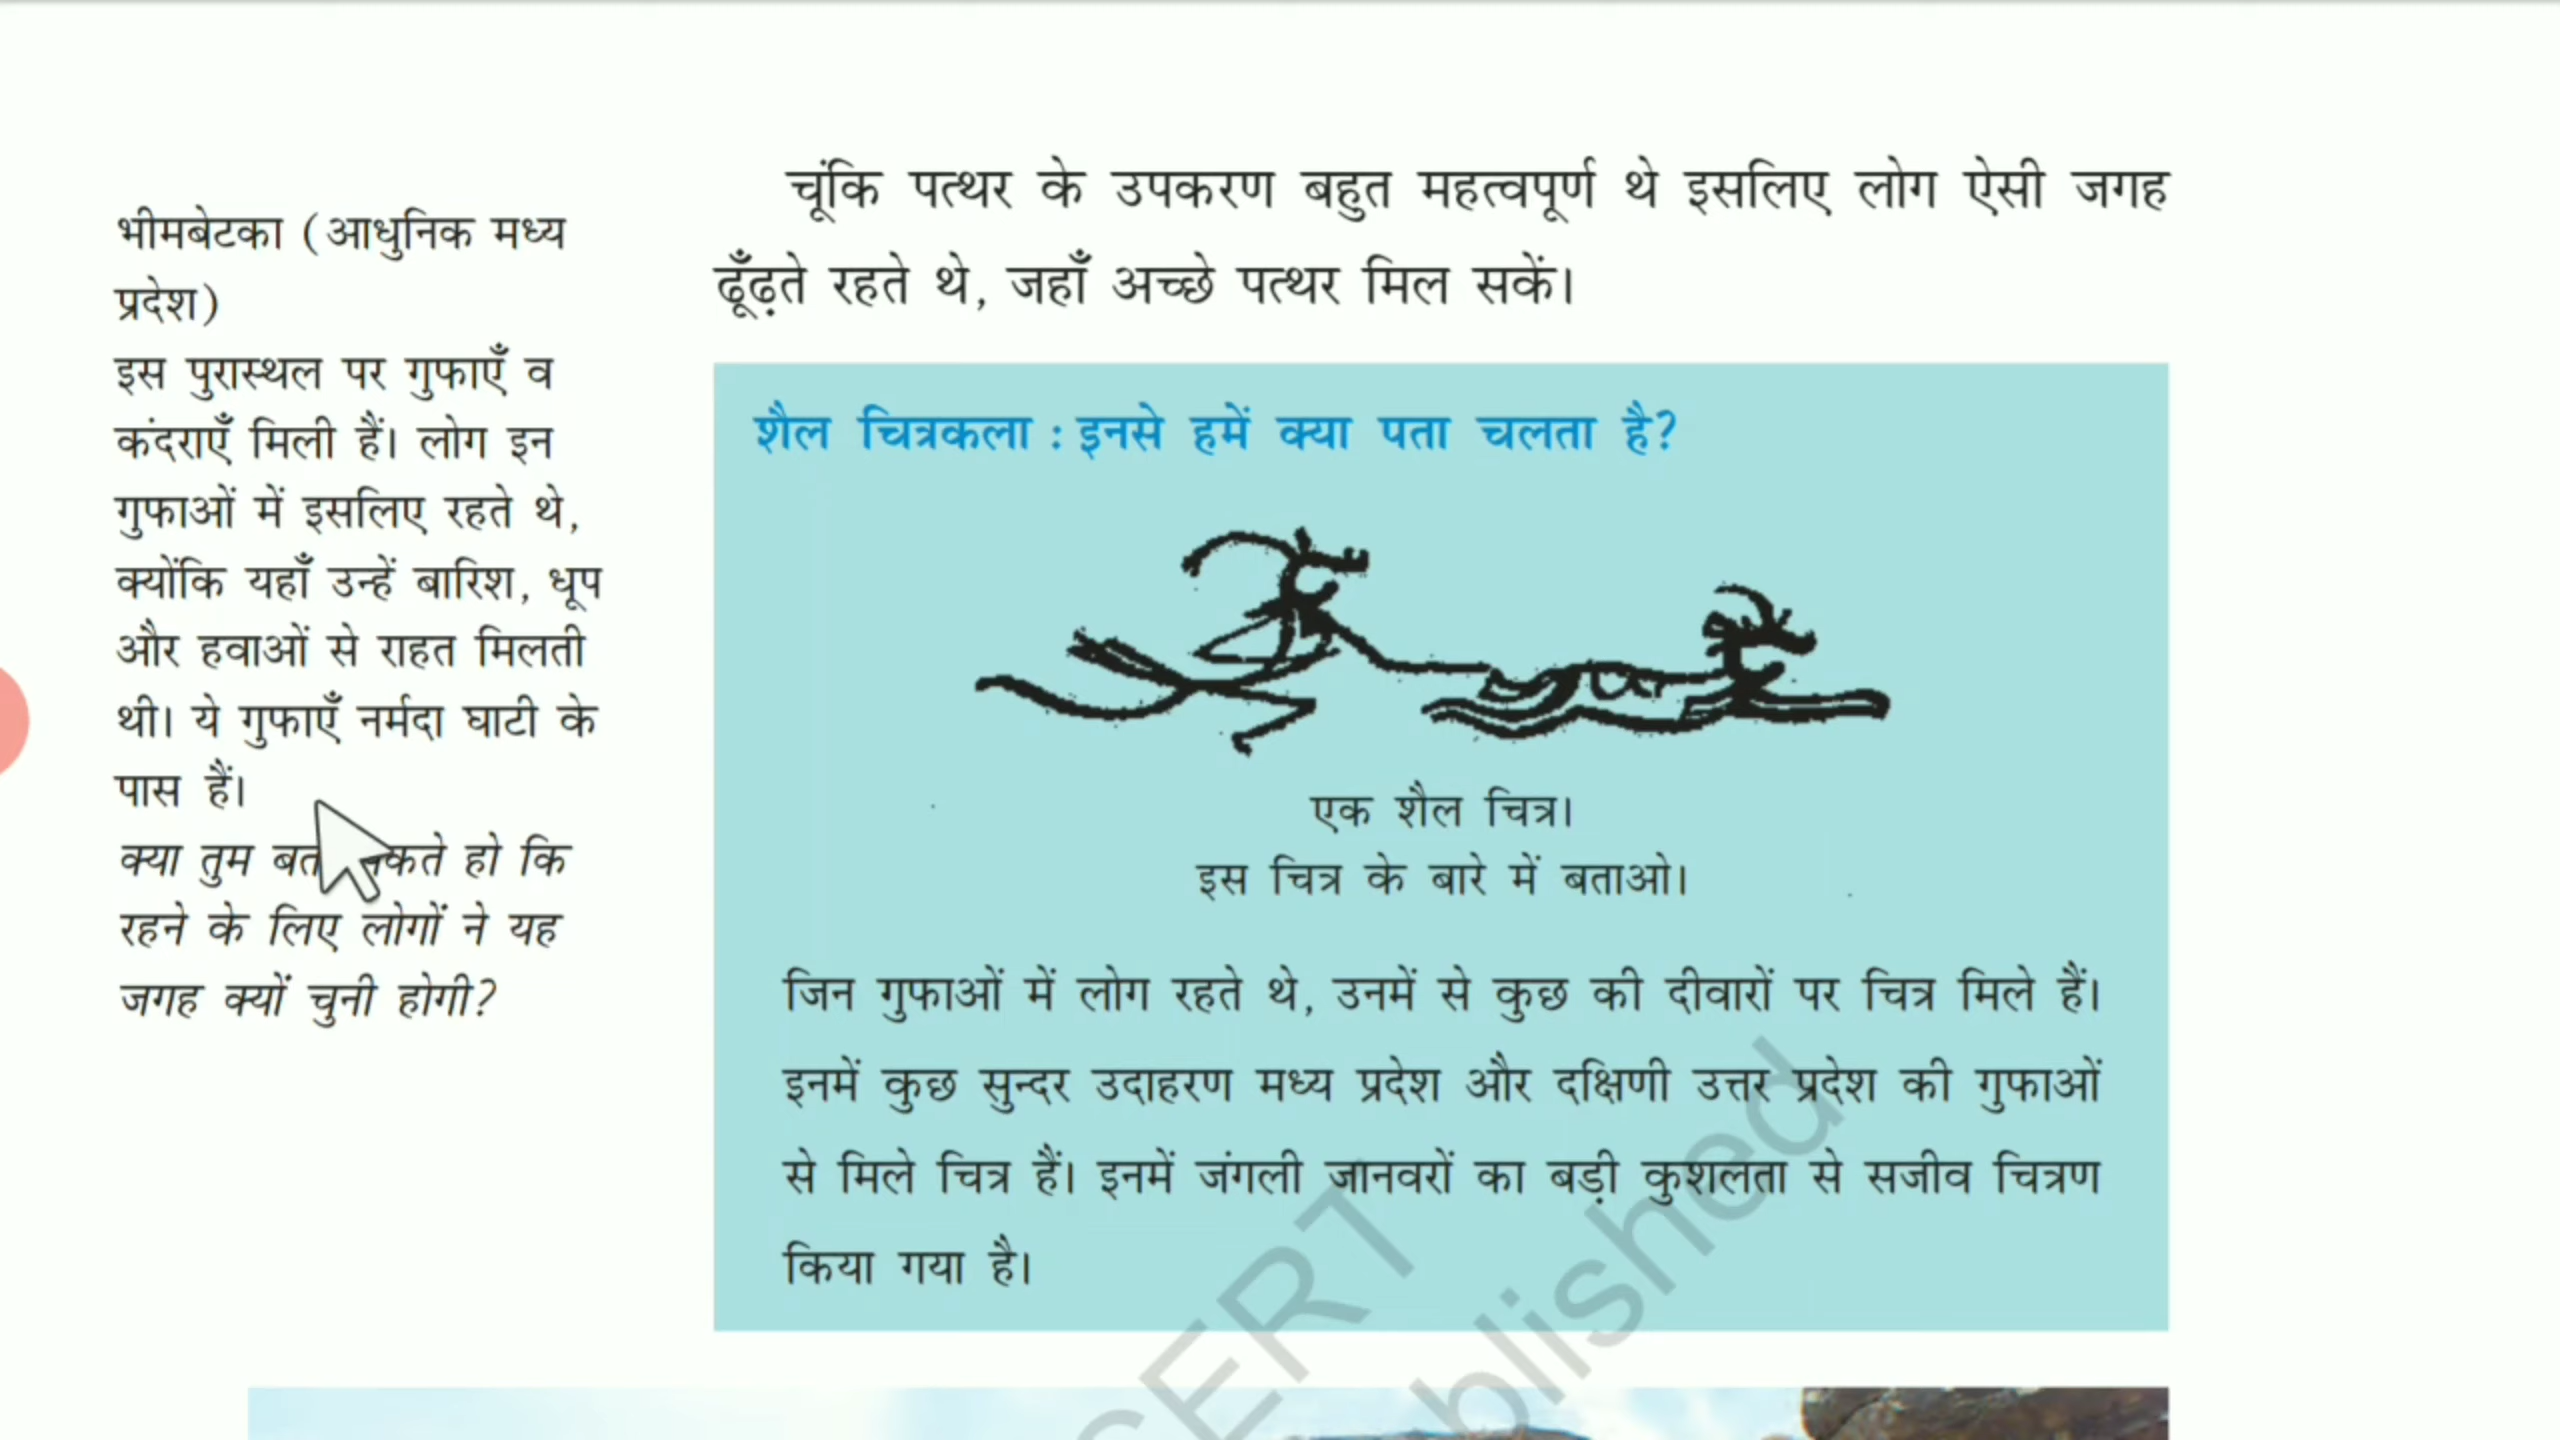 भीमबेटका (आधुनिक मध्य
प्रदेश)
इस पुरास्थल पर गुफाएँ व
कंदराएँ मिली हैं। लोग इन
गुफाओं में इसलिए रहते थे,
क्योंकि यहाँ उन्हें बारिश, धूप
और हवाओं से राहत मिलती
थी। ये गुफाएँ नर्मदा घाटी के
पास हैं।
क्या तुम हो कि
रहने के लिए लोगों ने यह
जगह क्यों चुनी होगी?
चूंकि पत्थर के उपकरण बहुत महत्वपूर्ण थे इसलिए लोग ऐसी जगह
ढूँढ़ते रहते थे, जहाँ अच्छे पत्थर मिल सकें।
शैल चित्रकला : इनसे हमें क्या पता चलता है?
एक शैल चित्र।
इस चित्र के बारे में बताओ।
जिन गुफाओं में लोग रहते थे, उनमें से कुछ की दीवारों पर चित्र मिले हैं।
इनमें कुछ सुन्दर उदाहरण मध्य प्रदेश और दक्षिणी उत्तर प्रदेश की गुफाओं
से मिले चित्र हैं। इनमें जंगली जानवरों का बड़ी कुशलता से सजीव चित्रण
किया गया है।